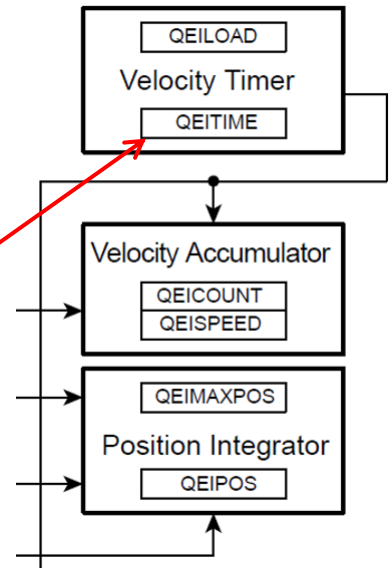 QEILOAD
Velocity Timer
QEITIME
Velocity Accumulator
QEICOUNT
QEISPEED
QEIMAXPOS
Position Integrator
QEIPOS